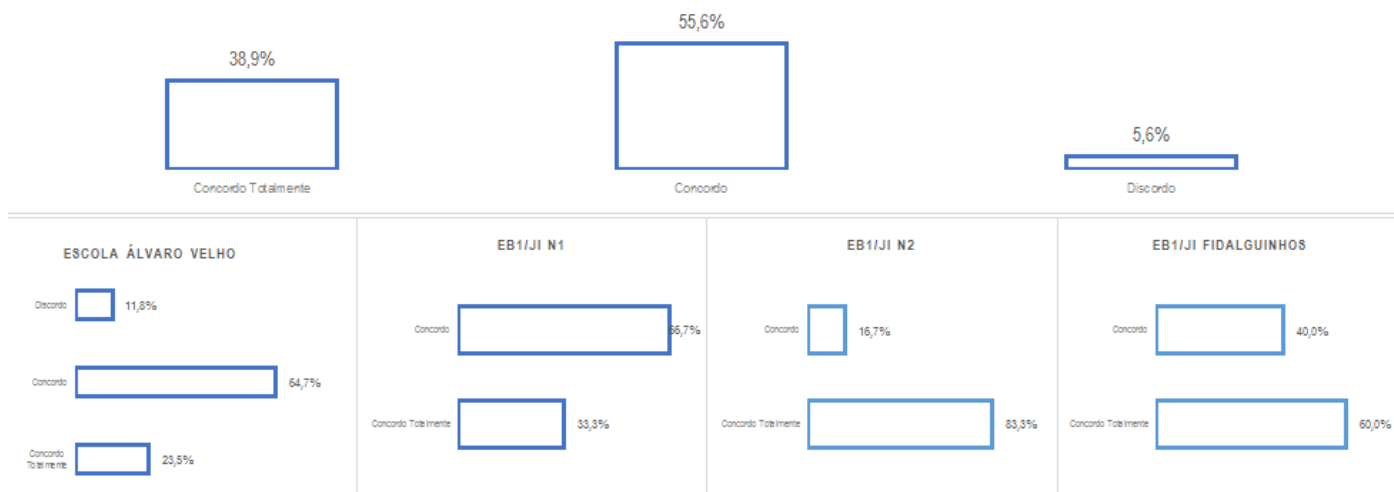 38,9%
55,6%
5,6%
Concordo Totalmente
Concordo
Discordo
ESCOLA ÁLVARO VELHO
Discordo
11,8%
Concordo
64,7%
Concordo
Totalmente
23,5%
EB1/JI N1
Concordo
66,7%
Concordo Totalmente
33,3%
EB1/JI N2
Concordo
16,7%
Concordo Totalmente
83,3%
EB1/JI FIDALGUINHOS
Concordo
40,0%
Concordo Totalmente
60,0%